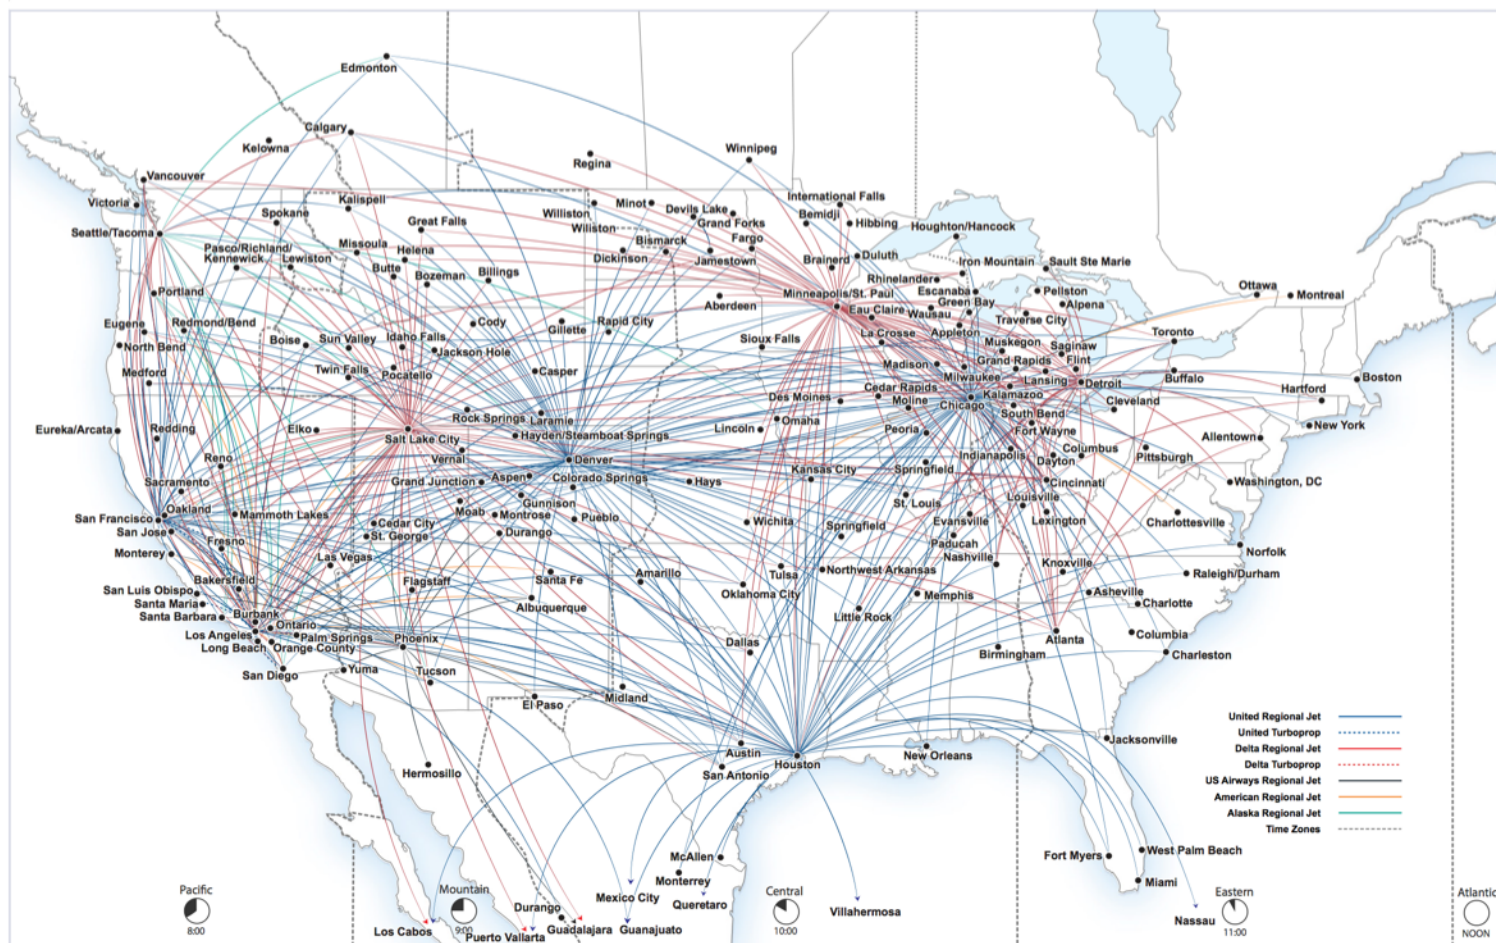 Edmonton
Calgary
Kelowna
Regina
Winnipeg
Vancouver
Victoria
Kalispell
Williston
Minot
Devils Lake
International Falls
Spokane
Great Falls
Wiliston
Grand Forks
Bemidji
Hibbing
Houghton/Hancock
Seattle/Tacoma
Pasco/Richland/
Kennewick
Lewiston
Missoula
Helena
Butte
Bozeman
Billings
Dickinson
Bismarck
Jamestown
Fargo
Brainerd
Duluth
Iron Mountain
Sault Ste Marie
Rhinelander
Escanaba
Pellston
Ottawa
Montreal
Portland
Minneapolis/St. Paul
Green Bay
Alpena
Aberdeen
Eau Claire
Wausau
Traverse City
Eugene
Redmond/Bend
Cody
Gillette
Rapid City
La Crosse
Appleton
Toronto
North Bend
Boise
Sun Valley
Idaho Falls
Jackson Hole
Sioux Falls
Muskegon
Saginaw
Medford
Twin Falls
Pocatello
Casper
Madison
Grand Rapids
Flint
Milwaukee
Lansing
Detroit
Buffalo
Boston
Hartford
Des Moines
Cedar Rapids
Moline
Kalamazoo
Chicago
Cleveland
Eureka/Arcata
Redding
Elko
Rock Springs
Laramie
Salt Lake City
Hayden/Steamboat Springs
Lincoln
Omaha
Peoria
South Bend
Fort Wayne
New York
Allentown
Reno
Vernal
Denver
Indianapolis
Dayton
Columbus
Pittsburgh
Sacramento
Grand Junction
Aspen
Colorado Springs
Hays
Kansas City
Springfield
Cincinnati
Washington, DC
Oakland
San Francisco
San Jose
Mammoth Lakes
Cedar City
St. George
Moab
Montrose
Gunnison
Pueblo
Durango
Wichita
Springfield
St. Louis
Evansville
Louisville
Lexington
Charlottesville
Fresno
Monterey
Las Vegas
Paducah
Nashville
Norfolk
Bakersfield
San Luis Obispo
Santa Maria
Santa Barbara
Burbank
Flagstaff
Santa Fe
Albuquerque
Amarillo
Oklahoma City
Tulsa
Northwest Arkansas
Memphis
Knoxville
Raleigh/Durham
Asheville
Charlotte
Little Rock
Ontario
Los Angeles
Palm Springs
Long Beach
Orange County
Phoenix
Dallas
Atlanta
Columbia
Birmingham
Charleston
San Diego
Yuma
Tucson
El Paso
Midland
Austin
San Antonio
Houston
New Orleans
Jacksonville
Hermosillo
United Regional Jet
United Turboprop
Delta Regional Jet
Delta Turboprop
US Airways Regional Jet
American Regional Jet
Alaska Regional Jet
Time Zones
McAllen
Monterrey
Fort Myers
West Palm Beach
Miami
Mexico City
Queretaro
Villahermosa
Nassau
Durango
Los Cabos
Puerto Vallarta
Guadalajara
Guanajuato
Pacific
8:00
Mountain
9:00
Central
10:00
Eastern
11:00
Atlantic
NOON